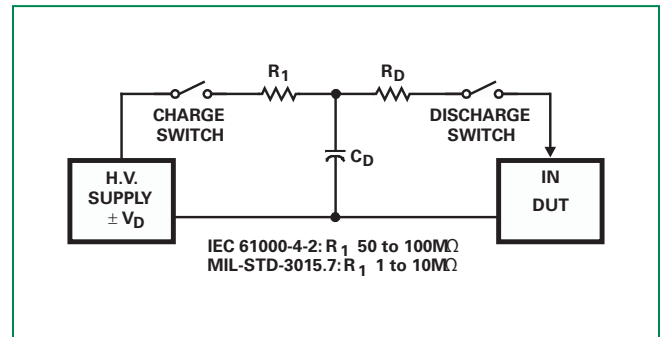 R1
RD
CHARGE
SWITCH
DISCHARGE
SWITCH
CD
H.V.
SUPPLY
± VD
IN
DUT
IEC 61000-4-2: R1 50 to 100MΩ
MIL-STD-3015.7: R1 1 to 10MΩ